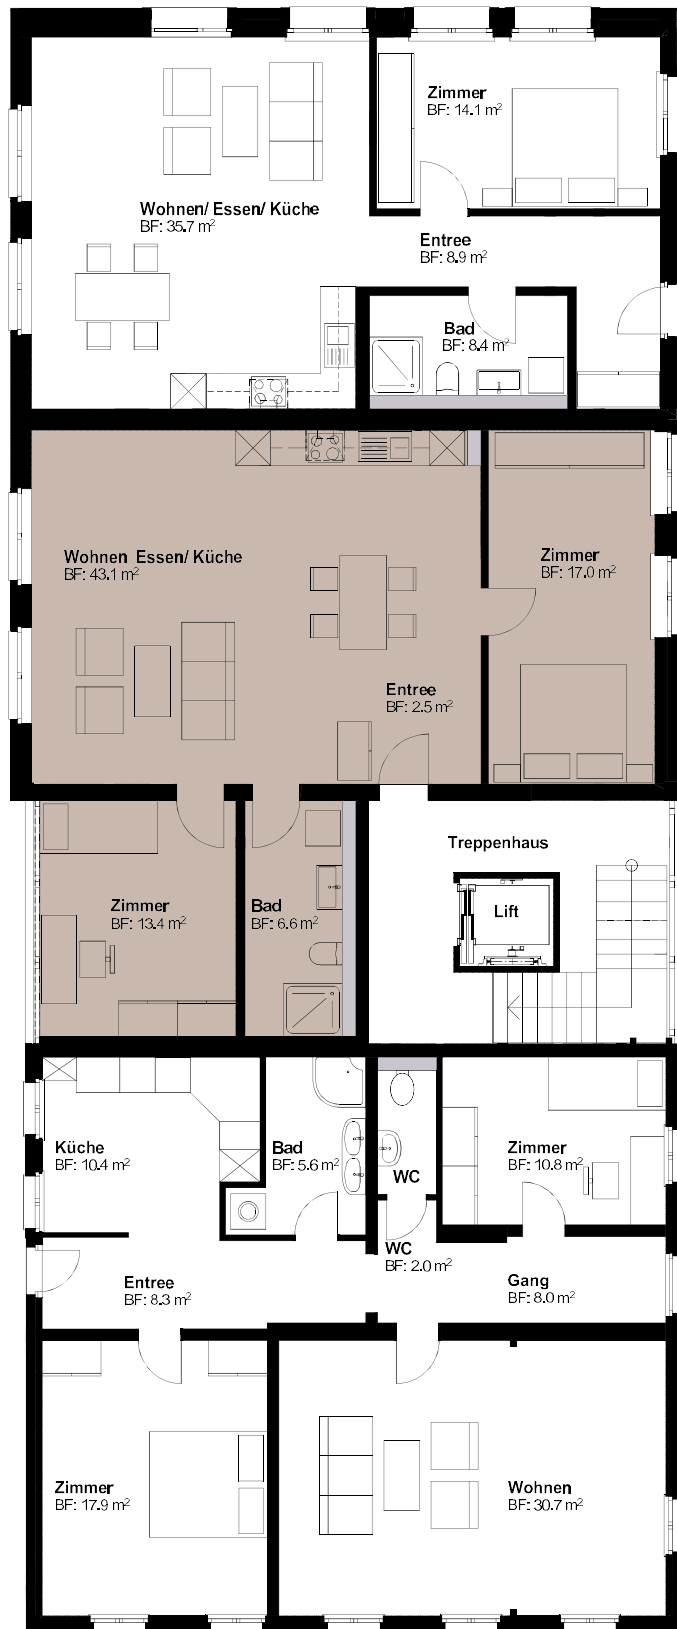 Zimmer
BF: 14.1 m²
Wohnen/ Essen/ Küche
BF: 35.7 m²
Entree
BF: 8.9 m²
Bad
BF: 8.4 m²
Wohnen Essen/ Küche
BF: 43.1 m²
Zimmer
BF: 17.0 m²
Entree
BF: 2.5 m²
Treppenhaus
Zimmer
BF: 13.4 m²
Bad
BF: 6.6 m²
Lift
Küche
BF: 10.4 m²
Bad
BF: 5.6 m²
WC
Zimmer
BF: 10.8 m²
WC
BF: 2.0 m²
Entree
BF: 8.3 m²
Gang
BF: 8.0 m²
Zimmer
BF: 17.9 m²
Wohnen
BF: 30.7 m²